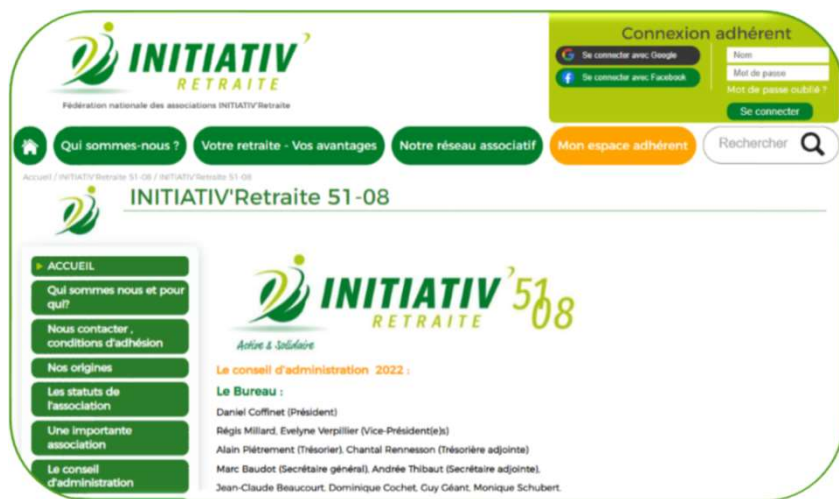 INITIATIV'
RETRAITE
Fédération nationale des associations INITIATIV'Retraite
Connexion adhérent
Se connecter avec Google
Se connecter avec Facebook
Nom
Mot de passe
Mot de passe oublié ?
Se connecter
Qui sommes-nous ?
Votre retraite - Vos avantages
Notre réseau associatif
Mon espace adhérent
Rechercher
Accueil / INITIATIV'Retraite 51-08 / INITIATIV'Retraite 51-08
INITIATIV'Retraite 51-08
ACCUEIL
Qui sommes nous et pour
qui?
Nous contacter ,
conditions d'adhésion
Nos origines
Les statuts de
l'association
Une importante
association
Le conseil
d'administration
INITIATIV'5108
RETRAITE
Active & Solidaire
Le conseil d'administration 2022 :
Le Bureau :
Daniel Coffinet (Président)
Régis Millard, Evelyne Verpillier (Vice-Président(e)s)
Alain Piétrement (Trésorier), Chantal Rennesson (Trésorière adjointe)
Marc Baudot (Secrétaire général), Andrée Thibaut (Secrétaire adjointe),
Jean-Claude Beaucourt, Dominique Cochet, Guy Géant, Monique Schubert.